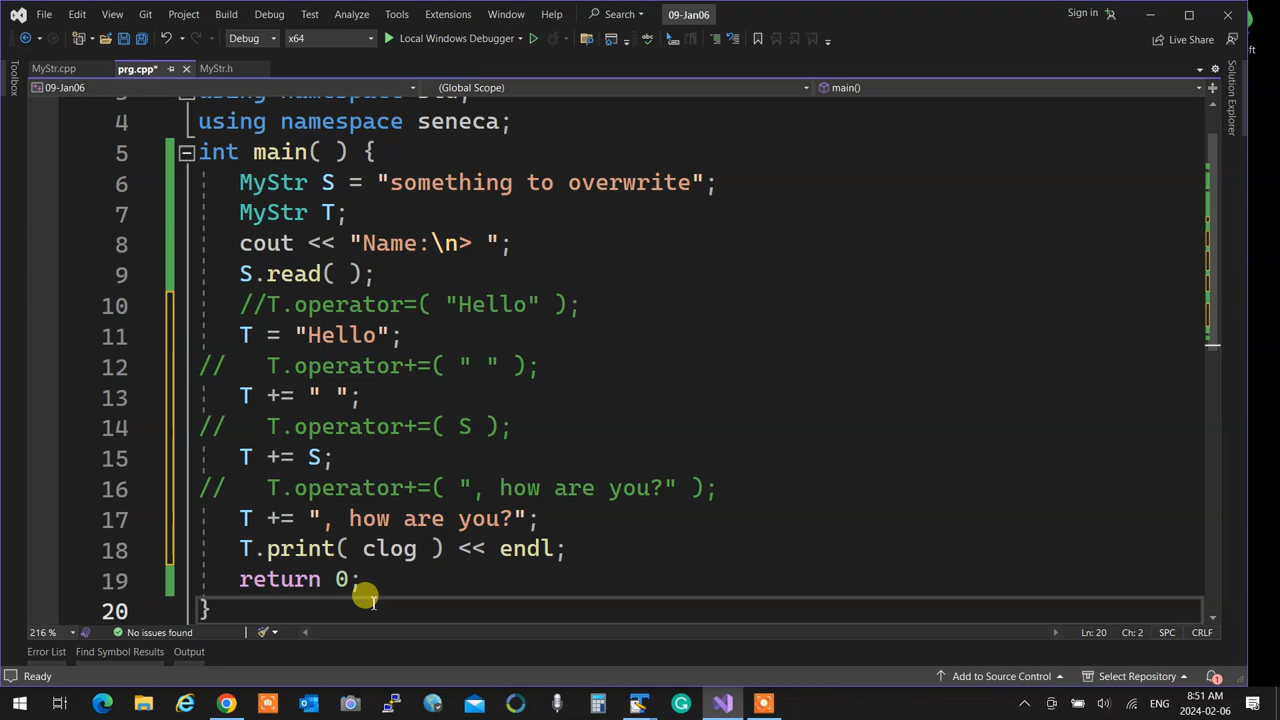 File Edit View Git Project Build Debug Test Analyze Tools Extensions Window Help Search 09-Jan06 Sign in
Debug x64 Local Windows Debugger Live Share
MyStr.cpp prg.cpp* MyStr.h
09-Jan06 (Global Scope) main()
Toolbox
Solution Explorer
4 using namespace seneca;
5 int main( ) {
6 MyStr S = "something to overwrite";
7 MyStr T;
8 cout << "Name:\n> ";
9 S.read( );
10 //T.operator=( "Hello" );
11 T = "Hello";
12 // T.operator+=( " " );
13 T += " ";
14 // T.operator+=( S );
15 T += S;
16 // T.operator+=( ", how are you?" );
17 T += ", how are you?";
18 T.print( clog ) << endl;
19 return 0;
20 }
216 % No issues found Ln: 20 Ch: 2 SPC CRLF
Error List Find Symbol Results Output
Ready Add to Source Control Select Repository 1
ENG 8:51 AM
2024-02-06